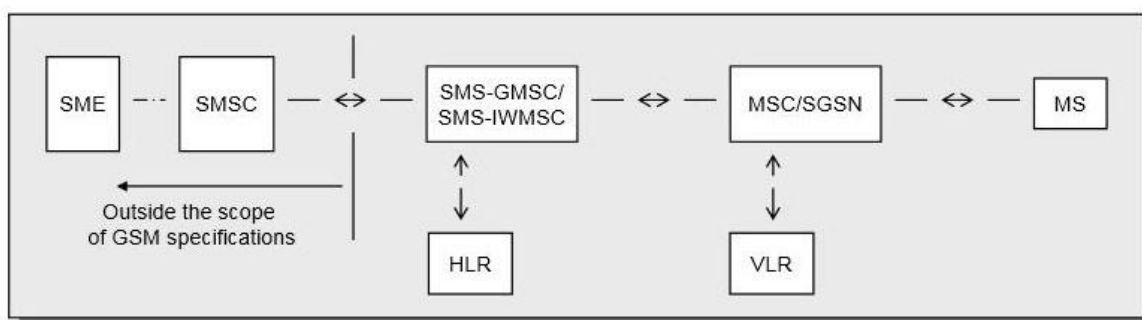 SME
SMSC
SMS-GMSC/
SMS-IWMSC
MSC/SGSN
MS
Outside the scope
of GSM specifications
HLR
VLR